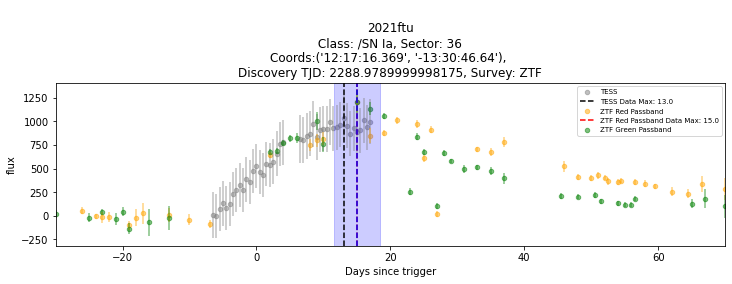 2021ftu
Class: /SN Ia, Sector: 36
Coords:('12:17:16.369', '-13:30:46.64'),
Discovery TJD: 2288.9789999998175, Survey: ZTF
TESS
TESS Data Max: 13.0
ZTF Red Passband
ZTF Red Passband Data Max: 15.0
ZTF Green Passband
flux
1250
1000
750
500
250
0
−250
−20
0
20
40
60
Days since trigger